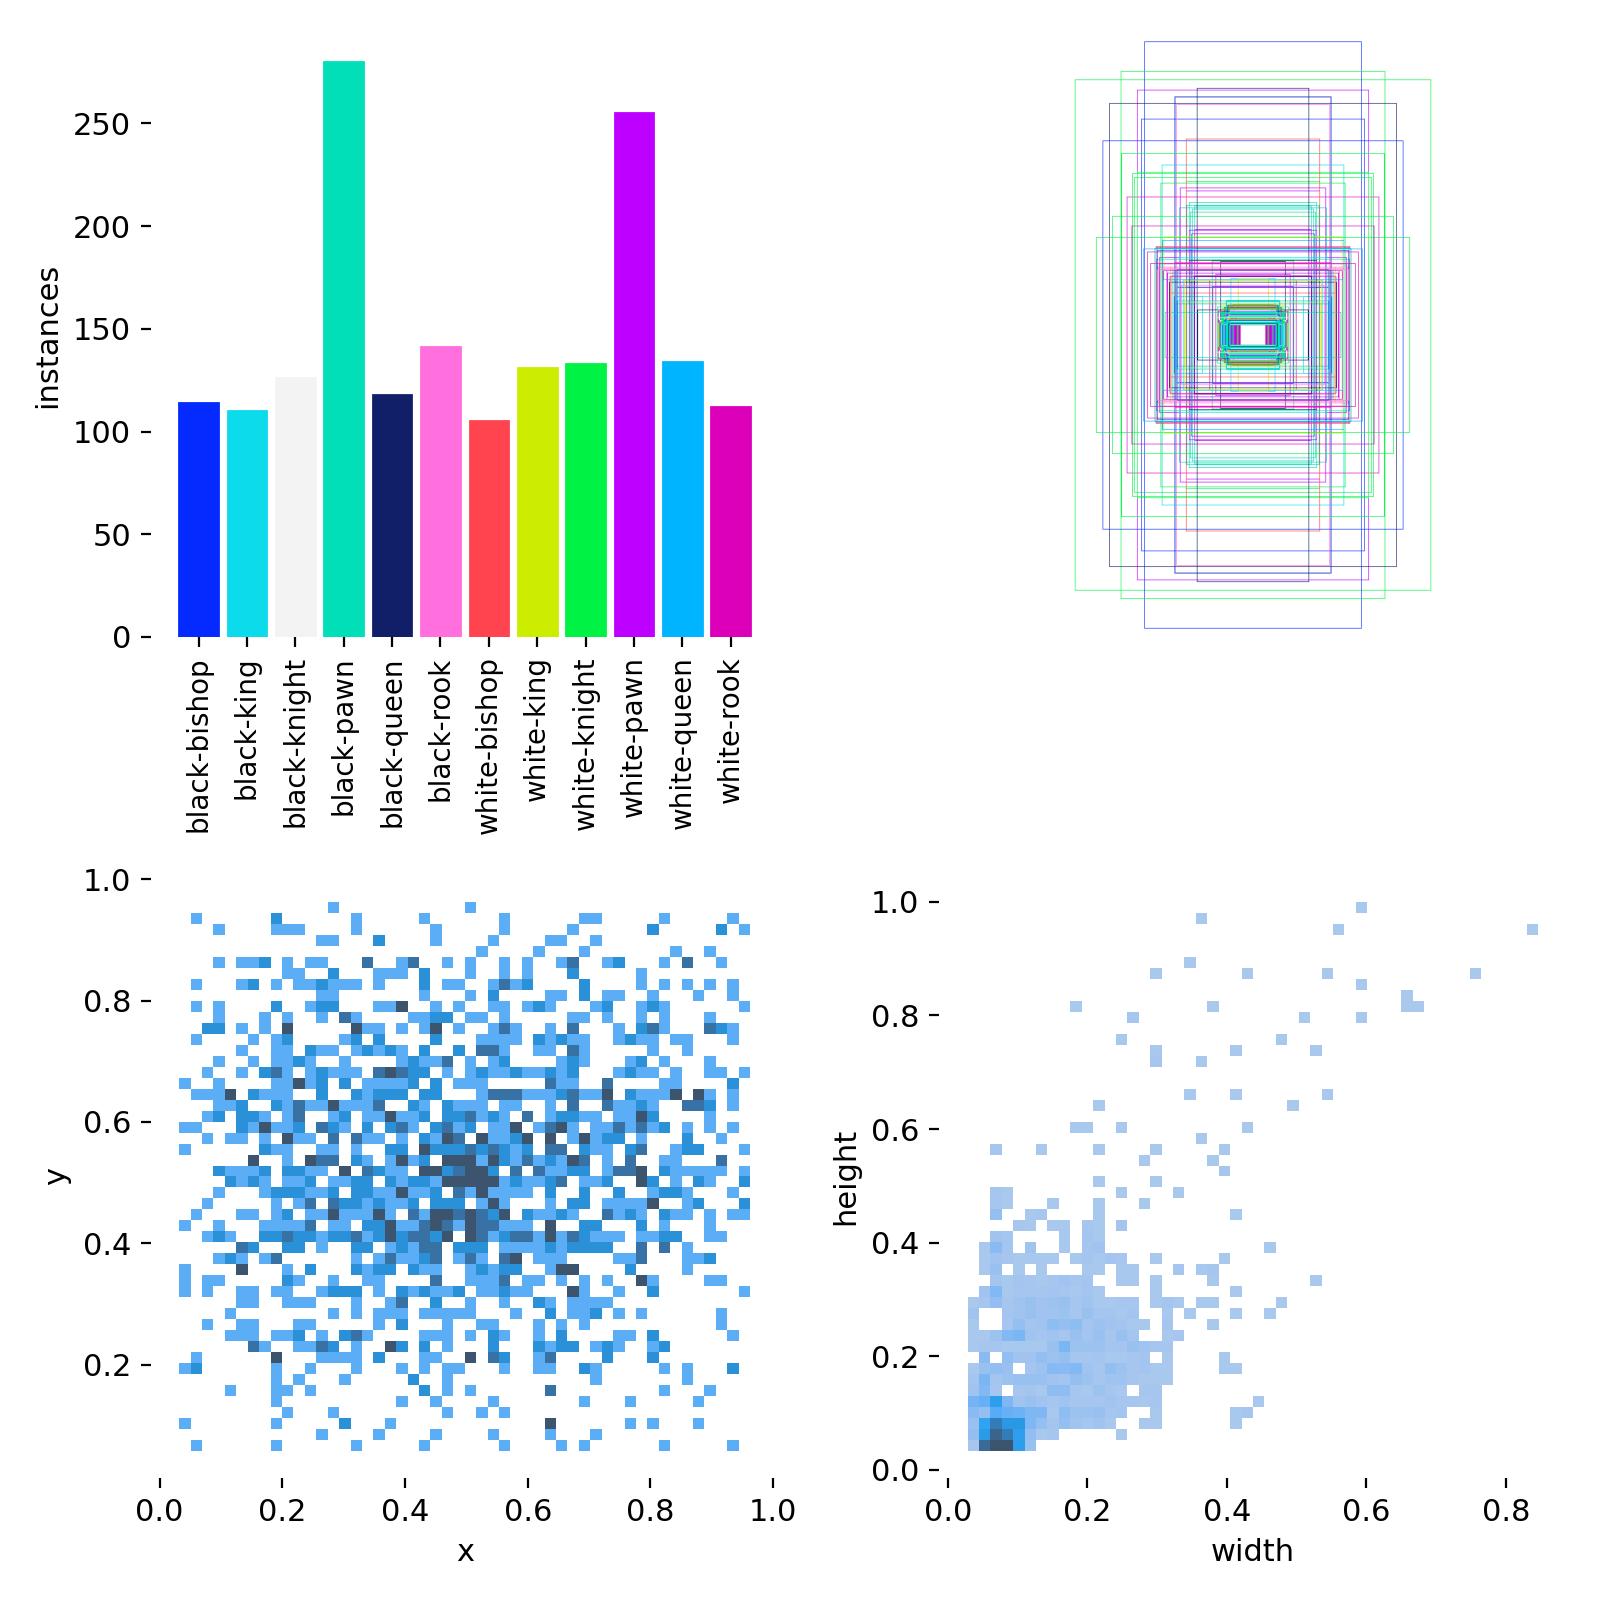 instances
250
200
150
100
50
0
black-bishop
black-king
black-knight
black-pawn
black-queen
black-rook
white-bishop
white-king
white-knight
white-pawn
white-queen
white-rook
y
1.0
0.8
0.6
0.4
0.2
0.0 0.2 0.4 0.6 0.8 1.0
x
height
1.0
0.8
0.6
0.4
0.2
0.0
0.0 0.2 0.4 0.6 0.8
width